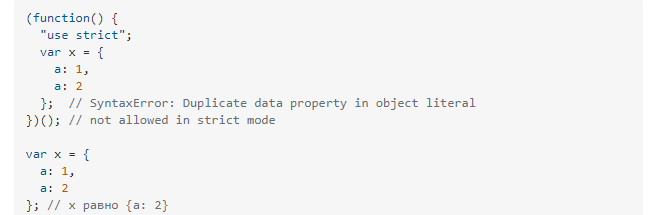 (function() {
  "use strict";
  var x = {
    a: 1,
    a: 2
  };  // SyntaxError: Duplicate data property in object literal
})(); // not allowed in strict mode

var x = {
  a: 1,
  a: 2
}; // x равно {a: 2}